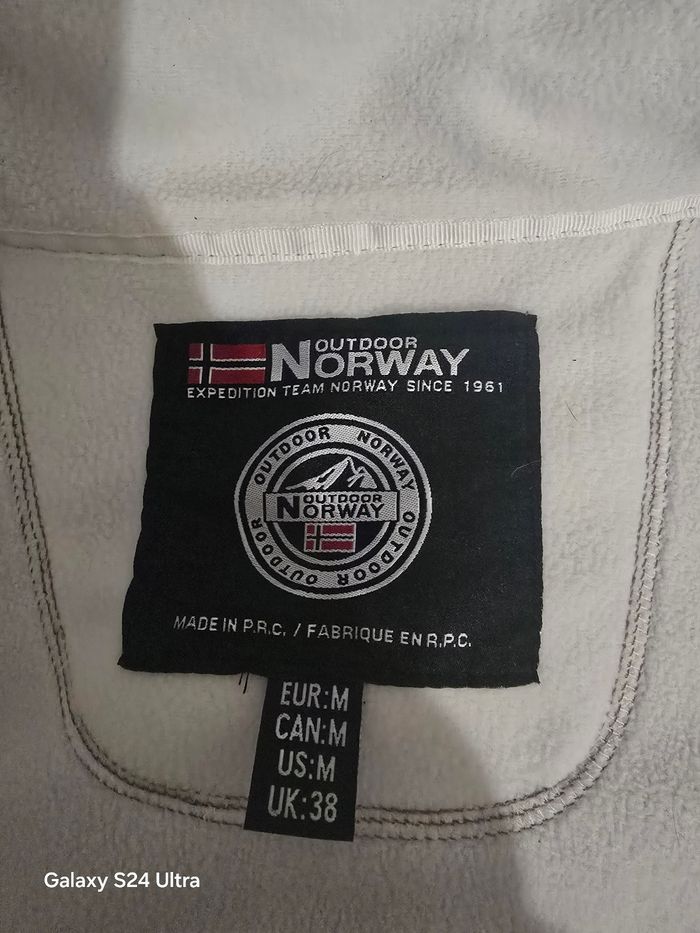 OUTDOOR
NORWAY
EXPEDITION TEAM NORWAY SINCE 1961
OUTDOOR NORWAY OUTDOOR NORWAY OUTDOOR
OUTDOOR
NORWAY
MADE IN P.R.C. / FABRIQUE EN R.P.C.
EUR:M
CAN:M
US:M
UK:38
Galaxy S24 Ultra